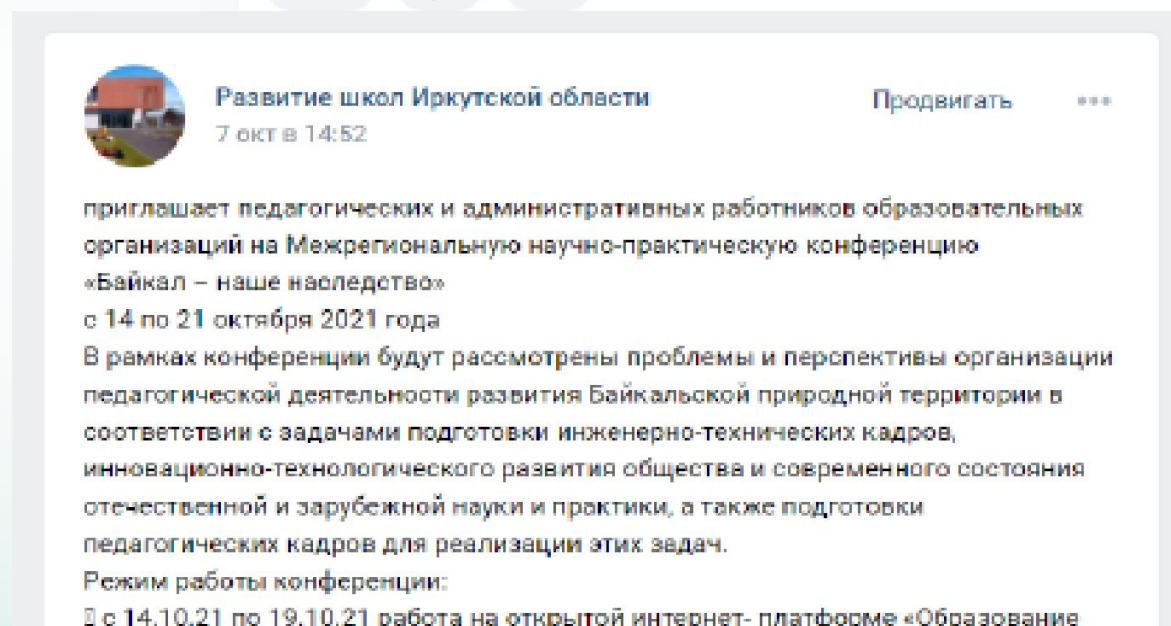 Развитие школ Иркутской области
Продвигать
7 окт в 14:52
приглашает педагогических и административных работников образовательных
организаций на Межрегиональную научно-практическую конференцию
«Байкал – наше наследство»
с 14 по 21 октября 2021 года
В рамках конференции будут рассмотрены проблемы и перспективы организации
педагогической деятельности развития Байкальской природной территории в
соответствии с задачами подготовки инженерно-технических кадров,
инновационно-технологического развития общества и современного состояния
отечественной и зарубежной науки и практики, а также подготовки
педагогических кадров для реализации этих задач.
Режим работы конференции:
с 14.10.21 по 19.10.21 работа на открытой интернет- платформе «Образование